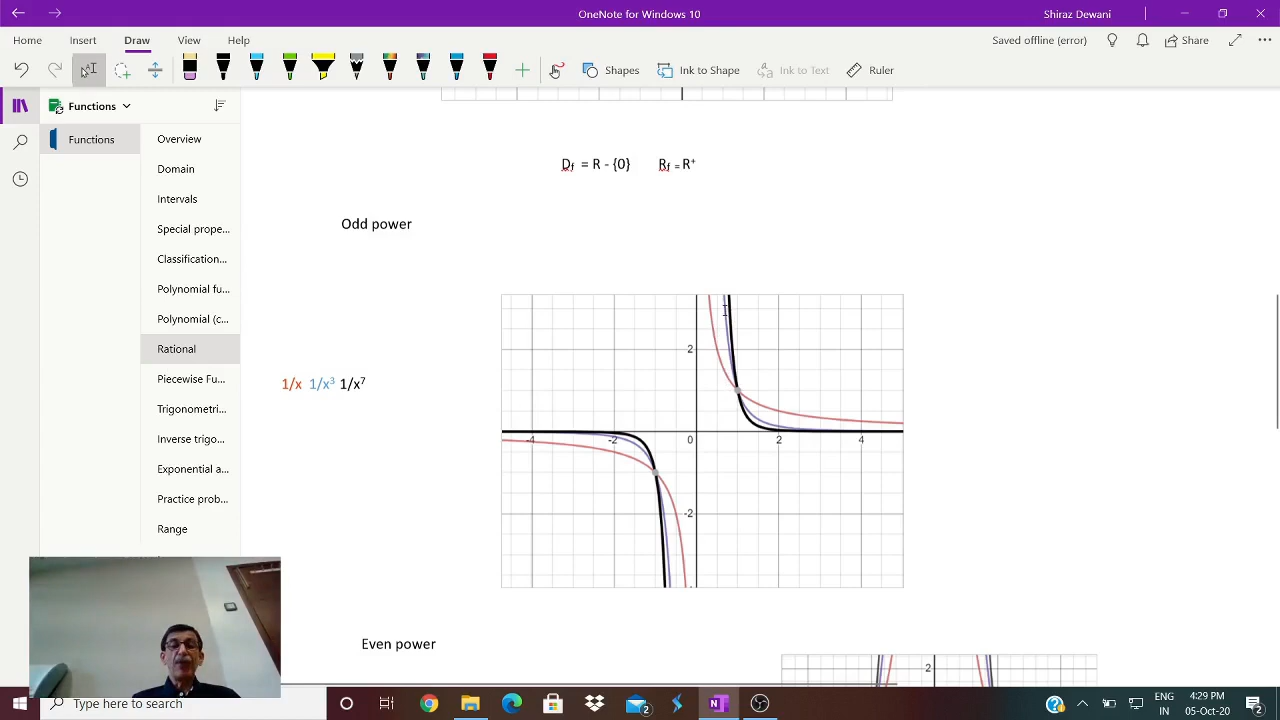 OneNote for Windows 10
Shiraz Dewani
Home
Insert
Draw
View
Help
Saved offline (error)
Share
Shapes
Ink to Shape
Ink to Text
Ruler
Functions
Functions
Overview
Domain
Intervals
Special prope...
Classification...
Polynomial fu...
Polynomial (c...
Rational
Piecewise Fu...
Trigonometri...
Inverse trigo...
Exponential a...
Practice prob...
Range
Df = R - {0} Rf = R⁺
Odd power
1/x 1/x³ 1/x⁷
2
-4 -2 0 2 4
-2
Even power
2
Type here to search
2
ENG
IN
4:29 PM
05-Oct-20
2